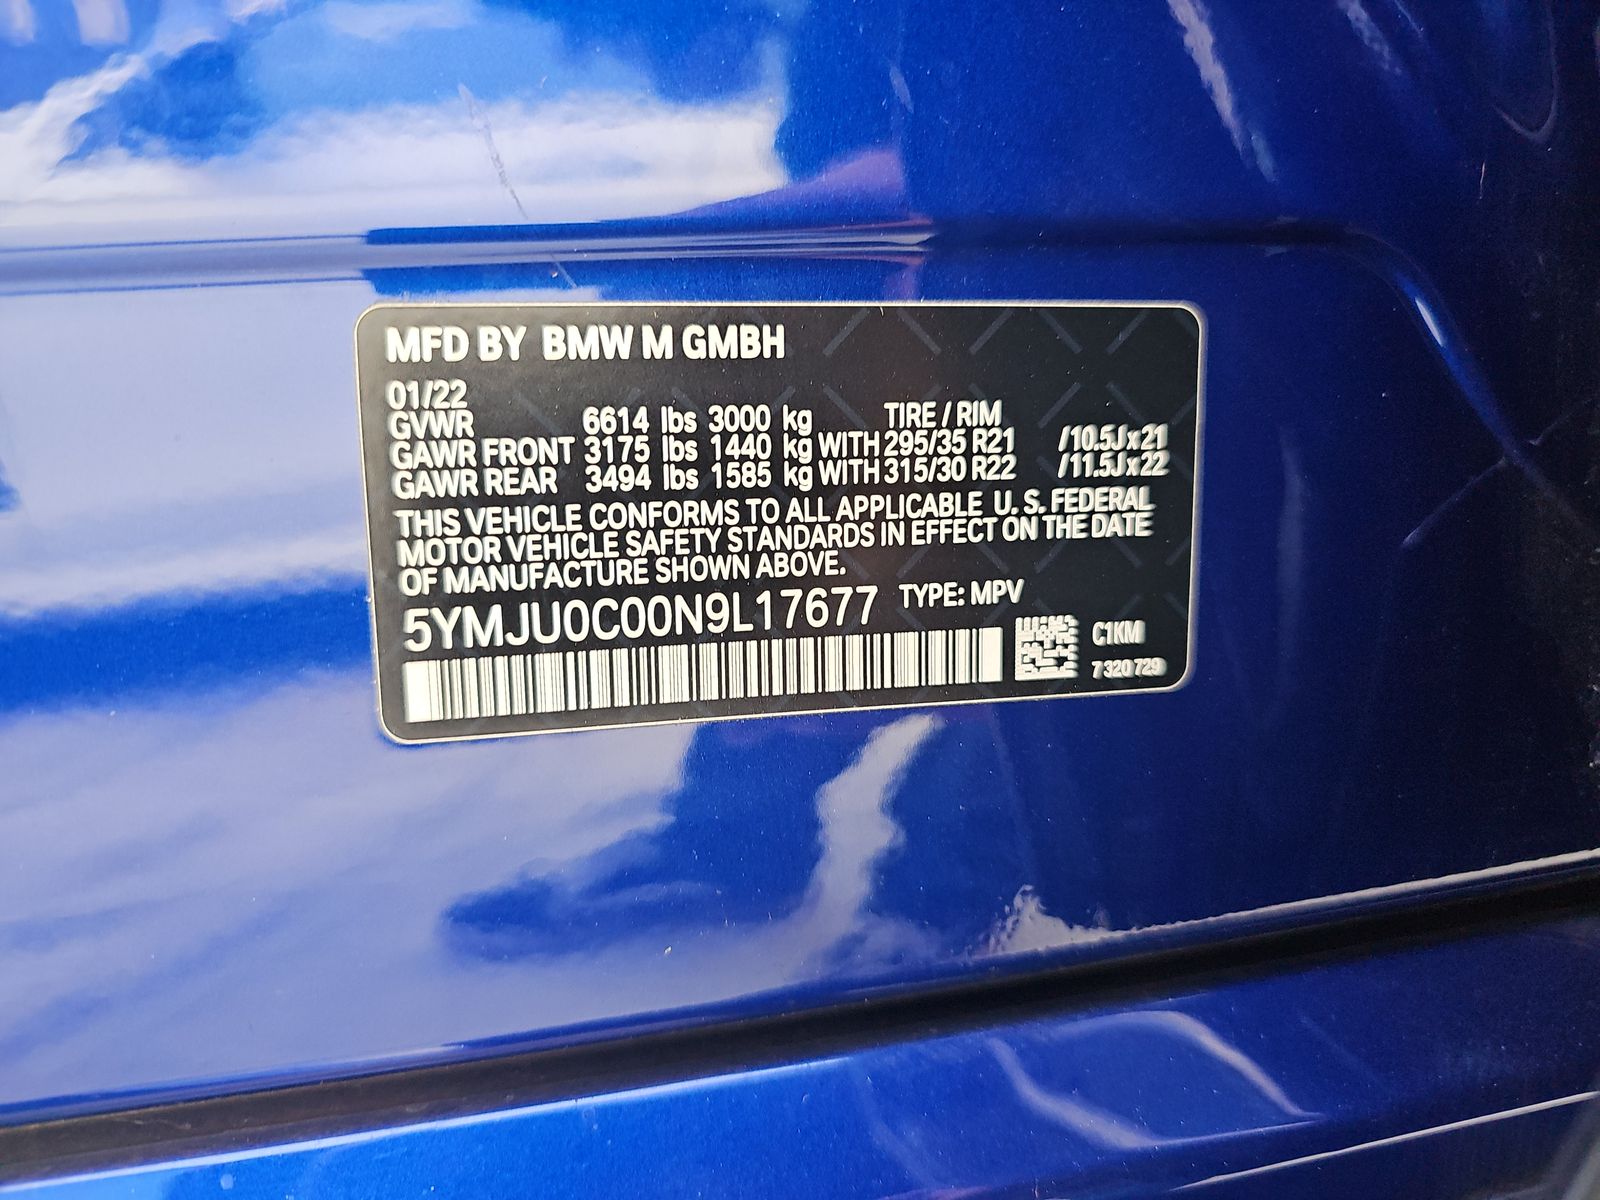 MFD BY BMW M GMBH
01/22
GVWR 6614 lbs 3000 kg TIRE / RIM
GAWR FRONT 3175 lbs 1440 kg WITH 295/35 R21 /10.5Jx21
GAWR REAR 3494 lbs 1585 kg WITH 315/30 R22 /11.5Jx22
THIS VEHICLE CONFORMS TO ALL APPLICABLE U. S. FEDERAL
MOTOR VEHICLE SAFETY STANDARDS IN EFFECT ON THE DATE
OF MANUFACTURE SHOWN ABOVE.
5YMJU0C00N9L17677 TYPE: MPV
C1KM
7 320 729